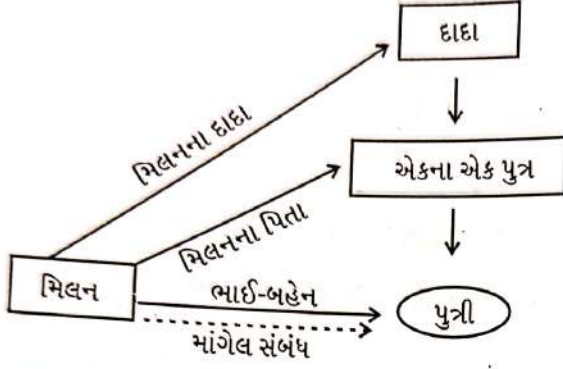 દાદા
મિલનના દાદા
એકના એક પુત્ર
મિલનના પિતા
મિલન
ભાઈ-બહેન
પુત્રી
માંગેલ સંબંધ